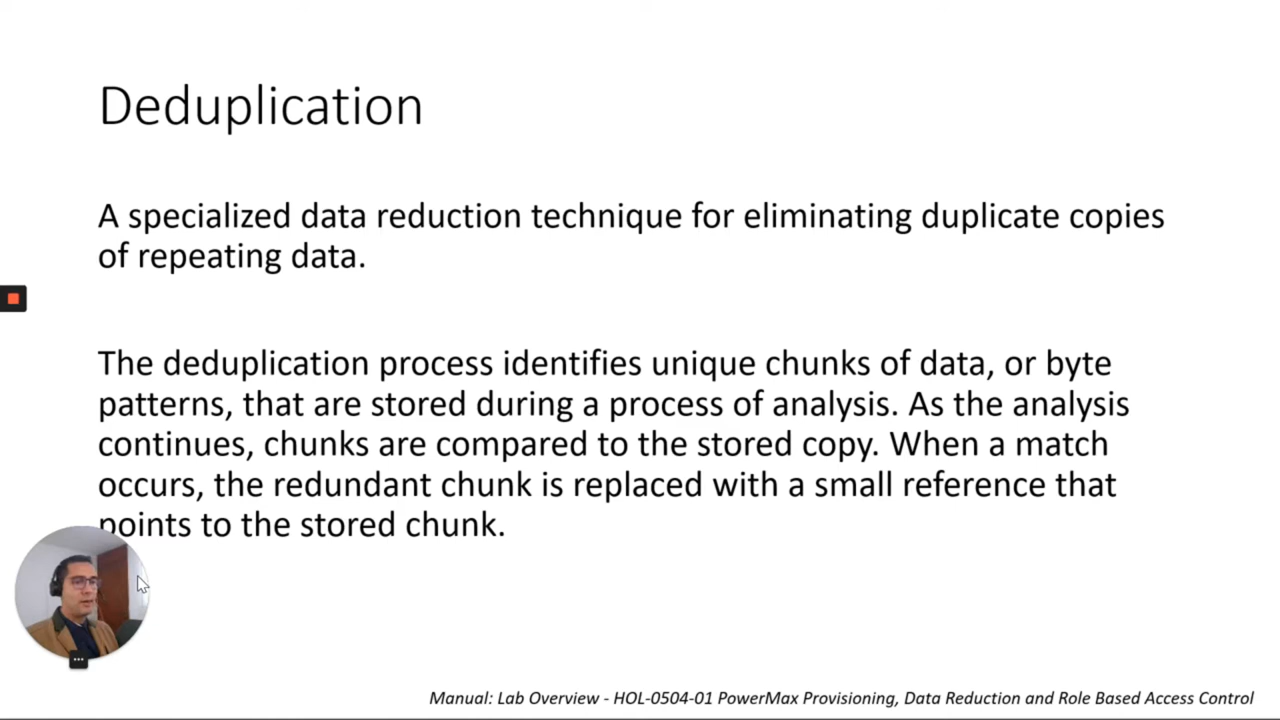 Deduplication
A specialized data reduction technique for eliminating duplicate copies
of repeating data.
The deduplication process identifies unique chunks of data, or byte
patterns, that are stored during a process of analysis. As the analysis
continues, chunks are compared to the stored copy. When a match
occurs, the redundant chunk is replaced with a small reference that
points to the stored chunk.
Manual: Lab Overview - HOL-0504-01 PowerMax Provisioning, Data Reduction and Role Based Access Control